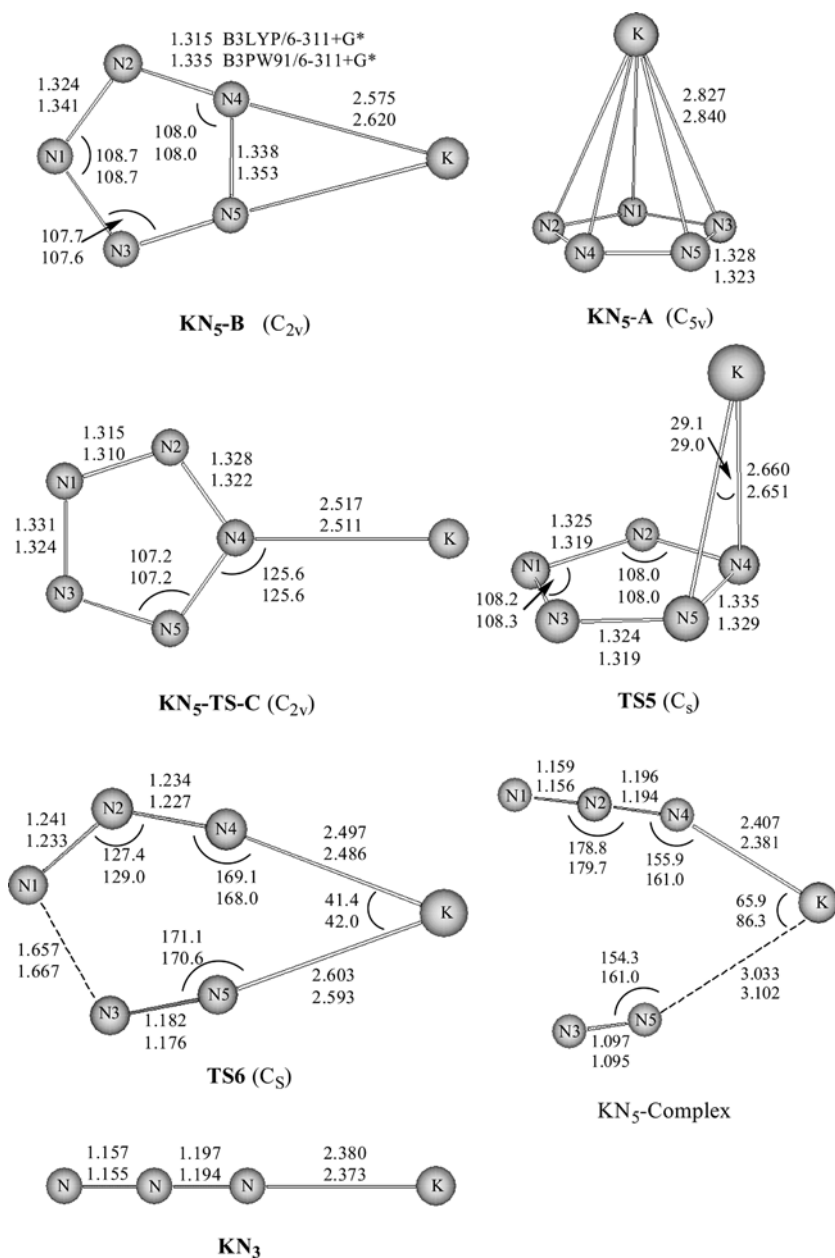 1.315 B3LYP/6-311+G*
1.335 B3PW91/6-311+G*
N2
1.324
1.341
N4
2.575
2.620
108.0
108.0
N1
108.7
108.7
1.338
1.353
K
N5
107.7
107.6
N3
KN5-B (C2v)
K
2.827
2.840
N2
N1
N3
N4
N5
1.328
1.323
KN5-A (C5v)
1.315
1.310
N2
1.328
1.322
N1
2.517
2.511
1.331
1.324
N4
K
107.2
107.2
125.6
125.6
N3
N5
KN5-TS-C (C2v)
K
29.1
29.0
2.660
2.651
1.325
1.319
N2
N1
N4
108.0
108.0
108.2
108.3
N3
N5
1.335
1.329
1.324
1.319
TS5 (Cs)
1.234
1.227
1.241
1.233
N2
N4
2.497
2.486
127.4
129.0
169.1
168.0
N1
41.4
42.0
K
1.657
1.667
171.1
170.6
N5
2.603
2.593
N3
1.182
1.176
TS6 (CS)
1.159
1.156
1.196
1.194
N1
N2
N4
2.407
2.381
178.8
179.7
155.9
161.0
65.9
86.3
K
154.3
161.0
3.033
3.102
N3
N5
1.097
1.095
KN5-Complex
1.157
1.155
1.197
1.194
2.380
2.373
N
N
N
K
KN3